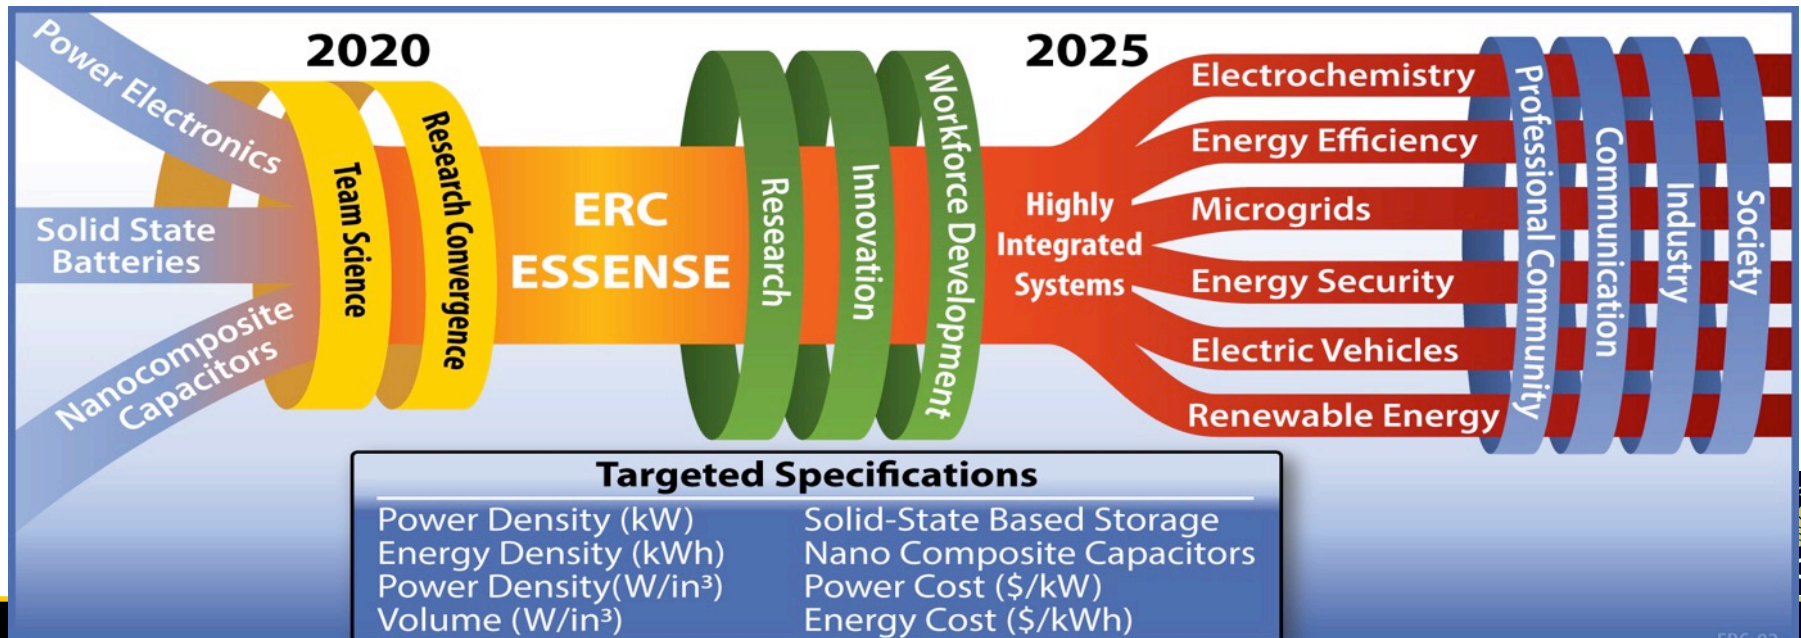 2020
2025
Power Electronics
Solid State
Batteries
Nanocomposite
Capacitors
Team Science
Research Convergence
ERC
ESSENSE
Research
Innovation
Workforce Development
Highly
Integrated
Systems
Electrochemistry
Energy Efficiency
Microgrids
Energy Security
Electric Vehicles
Renewable Energy
Professional Community
Communication
Industry
Society
Targeted Specifications
Power Density (kW)
Energy Density (kWh)
Power Density(W/in³)
Volume (W/in³)
Solid-State Based Storage
Nano Composite Capacitors
Power Cost ($/kW)
Energy Cost ($/kWh)